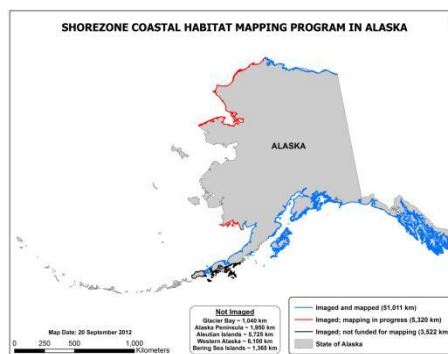 SHOREZONE COASTAL HABITAT MAPPING PROGRAM IN ALASKA
ALASKA
Not Imaged
Glacier Bay ~ 1,040 km
Alaska Peninsula ~ 1,950 km
Aleutian Islands ~ 5,725 km
Western Alaska ~ 6,100 km
Bering Sea Islands ~ 1,365 km
Imaged and mapped (51,011 km)
Imaged; mapping in progress (5,320 km)
Imaged; not funded for mapping (3,522 km)
State of Alaska
Map Date: 20 September 2012
0 250 500 1,000
Kilometers